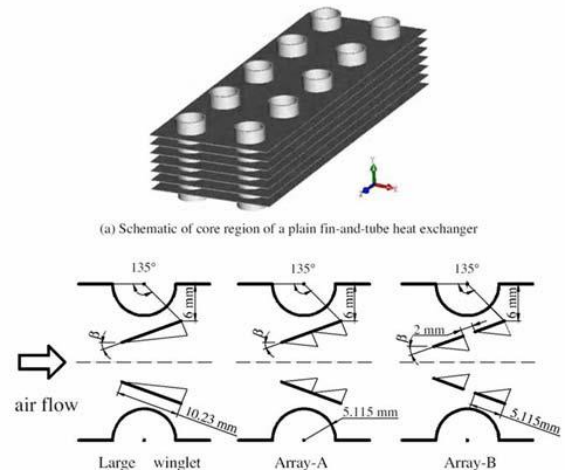 (a) Schematic of core region of a plain fin-and-tube heat exchanger
135° 135° 135°
6 mm 6 mm 6 mm
β β 2 mm β
air flow
10.23 mm 5.115 mm 5.115mm
Large winglet Array-A Array-B